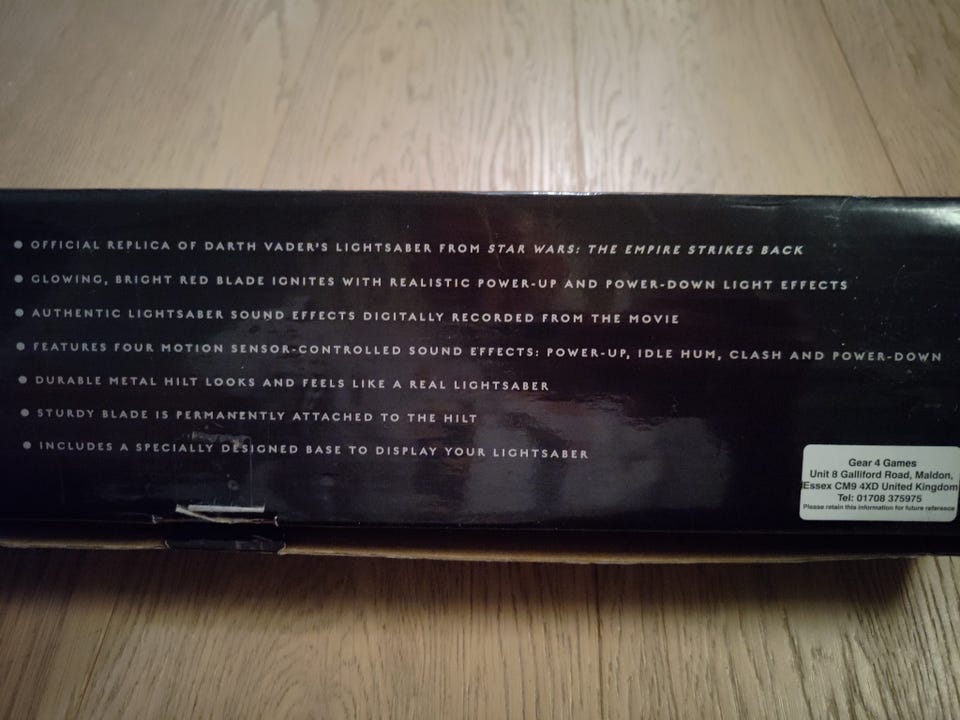 ● OFFICIAL REPLICA OF DARTH VADER'S LIGHTSABER FROM STAR WARS: THE EMPIRE STRIKES BACK
● GLOWING, BRIGHT RED BLADE IGNITES WITH REALISTIC POWER-UP AND POWER-DOWN LIGHT EFFECTS
● AUTHENTIC LIGHTSABER SOUND EFFECTS DIGITALLY RECORDED FROM THE MOVIE
● FEATURES FOUR MOTION SENSOR-CONTROLLED SOUND EFFECTS: POWER-UP, IDLE HUM, CLASH AND POWER-DOWN
● DURABLE METAL HILT LOOKS AND FEELS LIKE A REAL LIGHTSABER
● STURDY BLADE IS PERMANENTLY ATTACHED TO THE HILT
● INCLUDES A SPECIALLY DESIGNED BASE TO DISPLAY YOUR LIGHTSABER
Gear 4 Games
Unit 8 Galliford Road, Maldon,
Essex CM9 4XD United Kingdom
Tel: 01708 375975
Please retain this information for future reference